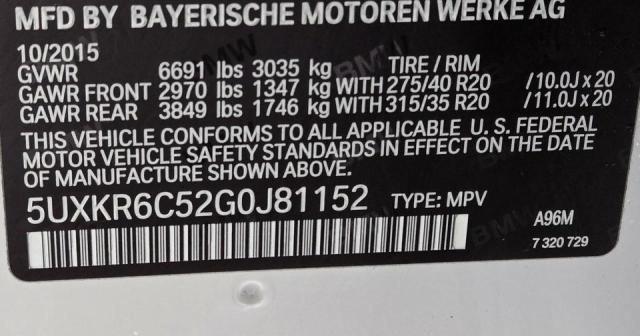 MFD BY BAYERISCHE MOTOREN WERKE AG
10/2015
GVWR 6691 lbs 3035 kg TIRE / RIM
GAWR FRONT 2970 lbs 1347 kg WITH 275/40 R20 /10.0J x 20
GAWR REAR 3849 lbs 1746 kg WITH 315/35 R20 /11.0J x 20
THIS VEHICLE CONFORMS TO ALL APPLICABLE U. S. FEDERAL
MOTOR VEHICLE SAFETY STANDARDS IN EFFECT ON THE DATE
OF MANUFACTURE SHOWN ABOVE.
5UXKR6C52G0J81152 TYPE: MPV
A96M
7 320 729